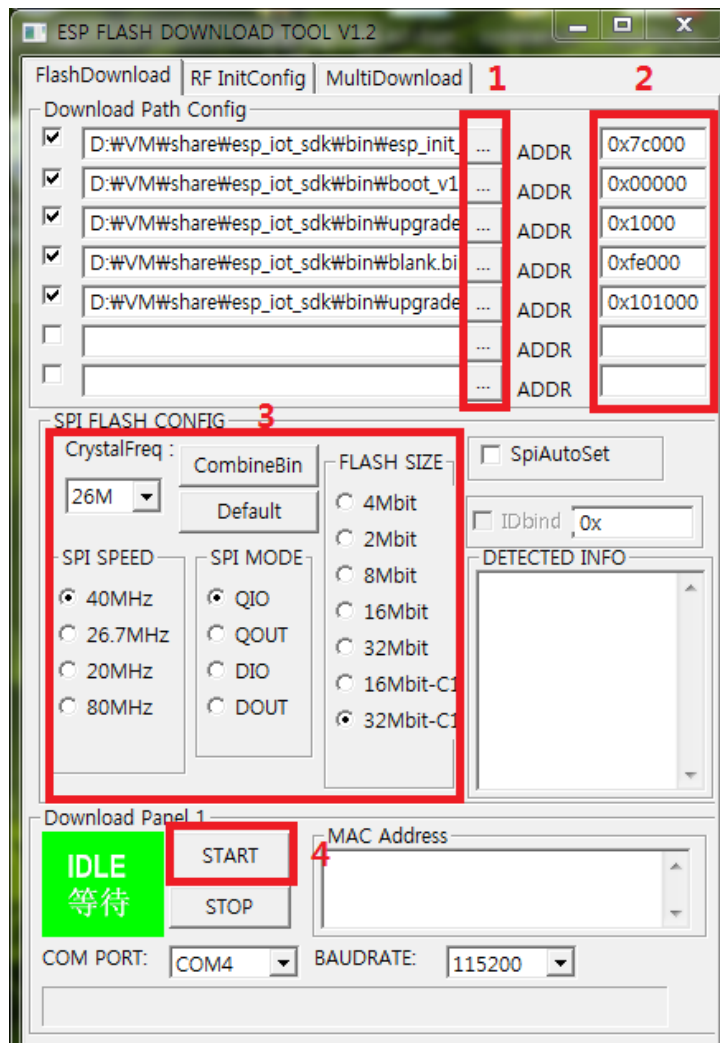 ESP FLASH DOWNLOAD TOOL V1.2
FlashDownload RF InitConfig MultiDownload 1 2
Download Path Config
D:₩VM₩share₩esp_iot_sdk₩bin₩esp_init_ ... ADDR 0x7c000
D:₩VM₩share₩esp_iot_sdk₩bin₩boot_v1 ... ADDR 0x00000
D:₩VM₩share₩esp_iot_sdk₩bin₩upgrade ... ADDR 0x1000
D:₩VM₩share₩esp_iot_sdk₩bin₩blank.bi ... ADDR 0xfe000
D:₩VM₩share₩esp_iot_sdk₩bin₩upgrade ... ADDR 0x101000
... ADDR
... ADDR
SPI FLASH CONFIG 3
CrystalFreq :
26M
CombineBin
Default
SPI SPEED
40MHz
26.7MHz
20MHz
80MHz
SPI MODE
QIO
QOUT
DIO
DOUT
FLASH SIZE
4Mbit
2Mbit
8Mbit
16Mbit
32Mbit
16Mbit-C1
32Mbit-C1
SpiAutoSet
IDbind 0x
DETECTED INFO
Download Panel 1
IDLE
等待
START
4
STOP
MAC Address
COM PORT: COM4 BAUDRATE: 115200